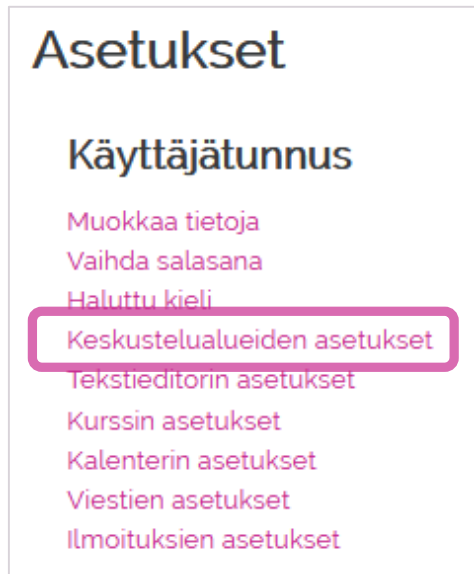 Asetukset
Käyttäjätunnus
Muokkaa tietoja
Vaihda salasana
Haluttu kieli
Keskustelualueiden asetukset
Tekstieditorin asetukset
Kurssin asetukset
Kalenterin asetukset
Viestien asetukset
Ilmoituksien asetukset